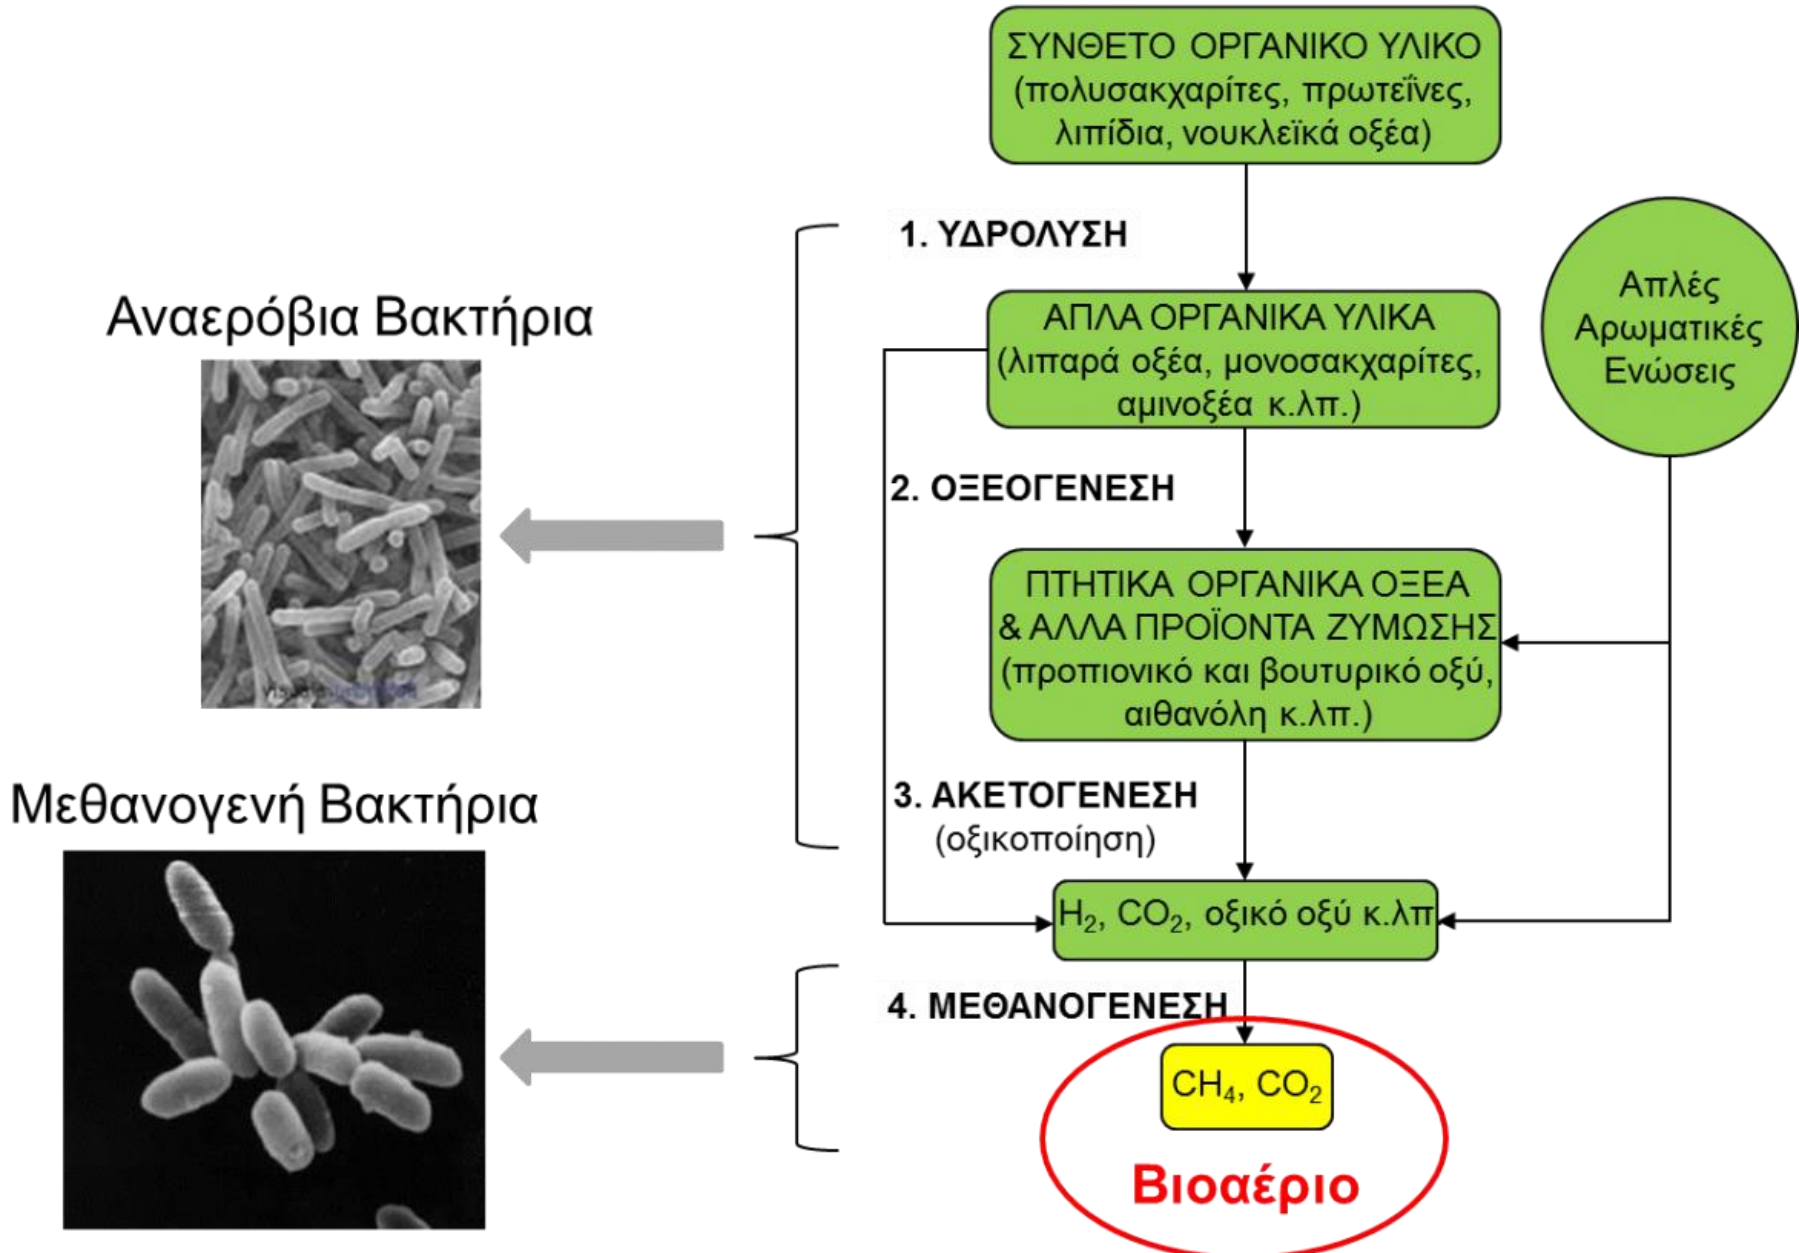 ΣΥΝΘΕΤΟ ΟΡΓΑΝΙΚΟ ΥΛΙΚΟ
(πολυσακχαρίτες, πρωτεΐνες,
λιπίδια, νουκλεϊκά οξέα)
1. ΥΔΡΟΛΥΣΗ
Απλές
Αρωματικές
Ενώσεις
Αναερόβια Βακτήρια
ΑΠΛΑ ΟΡΓΑΝΙΚΑ ΥΛΙΚΑ
(λιπαρά οξέα, μονοσακχαρίτες,
αμινοξέα κ.λπ.)
2. ΟΞΕΟΓΕΝΕΣΗ
ΠΤΗΤΙΚΑ ΟΡΓΑΝΙΚΑ ΟΞΕΑ
& ΑΛΛΑ ΠΡΟΪΟΝΤΑ ΖΥΜΩΣΗΣ
(προπιονικό και βουτυρικό οξύ,
αιθανόλη κ.λπ.)
Μεθανογενή Βακτήρια
3. ΑΚΕΤΟΓΕΝΕΣΗ
(οξικοποίηση)
H₂, CO₂, οξικό οξύ κ.λπ
4. ΜΕΘΑΝΟΓΕΝΕΣΗ
CH₄, CO₂
Βιοαέριο